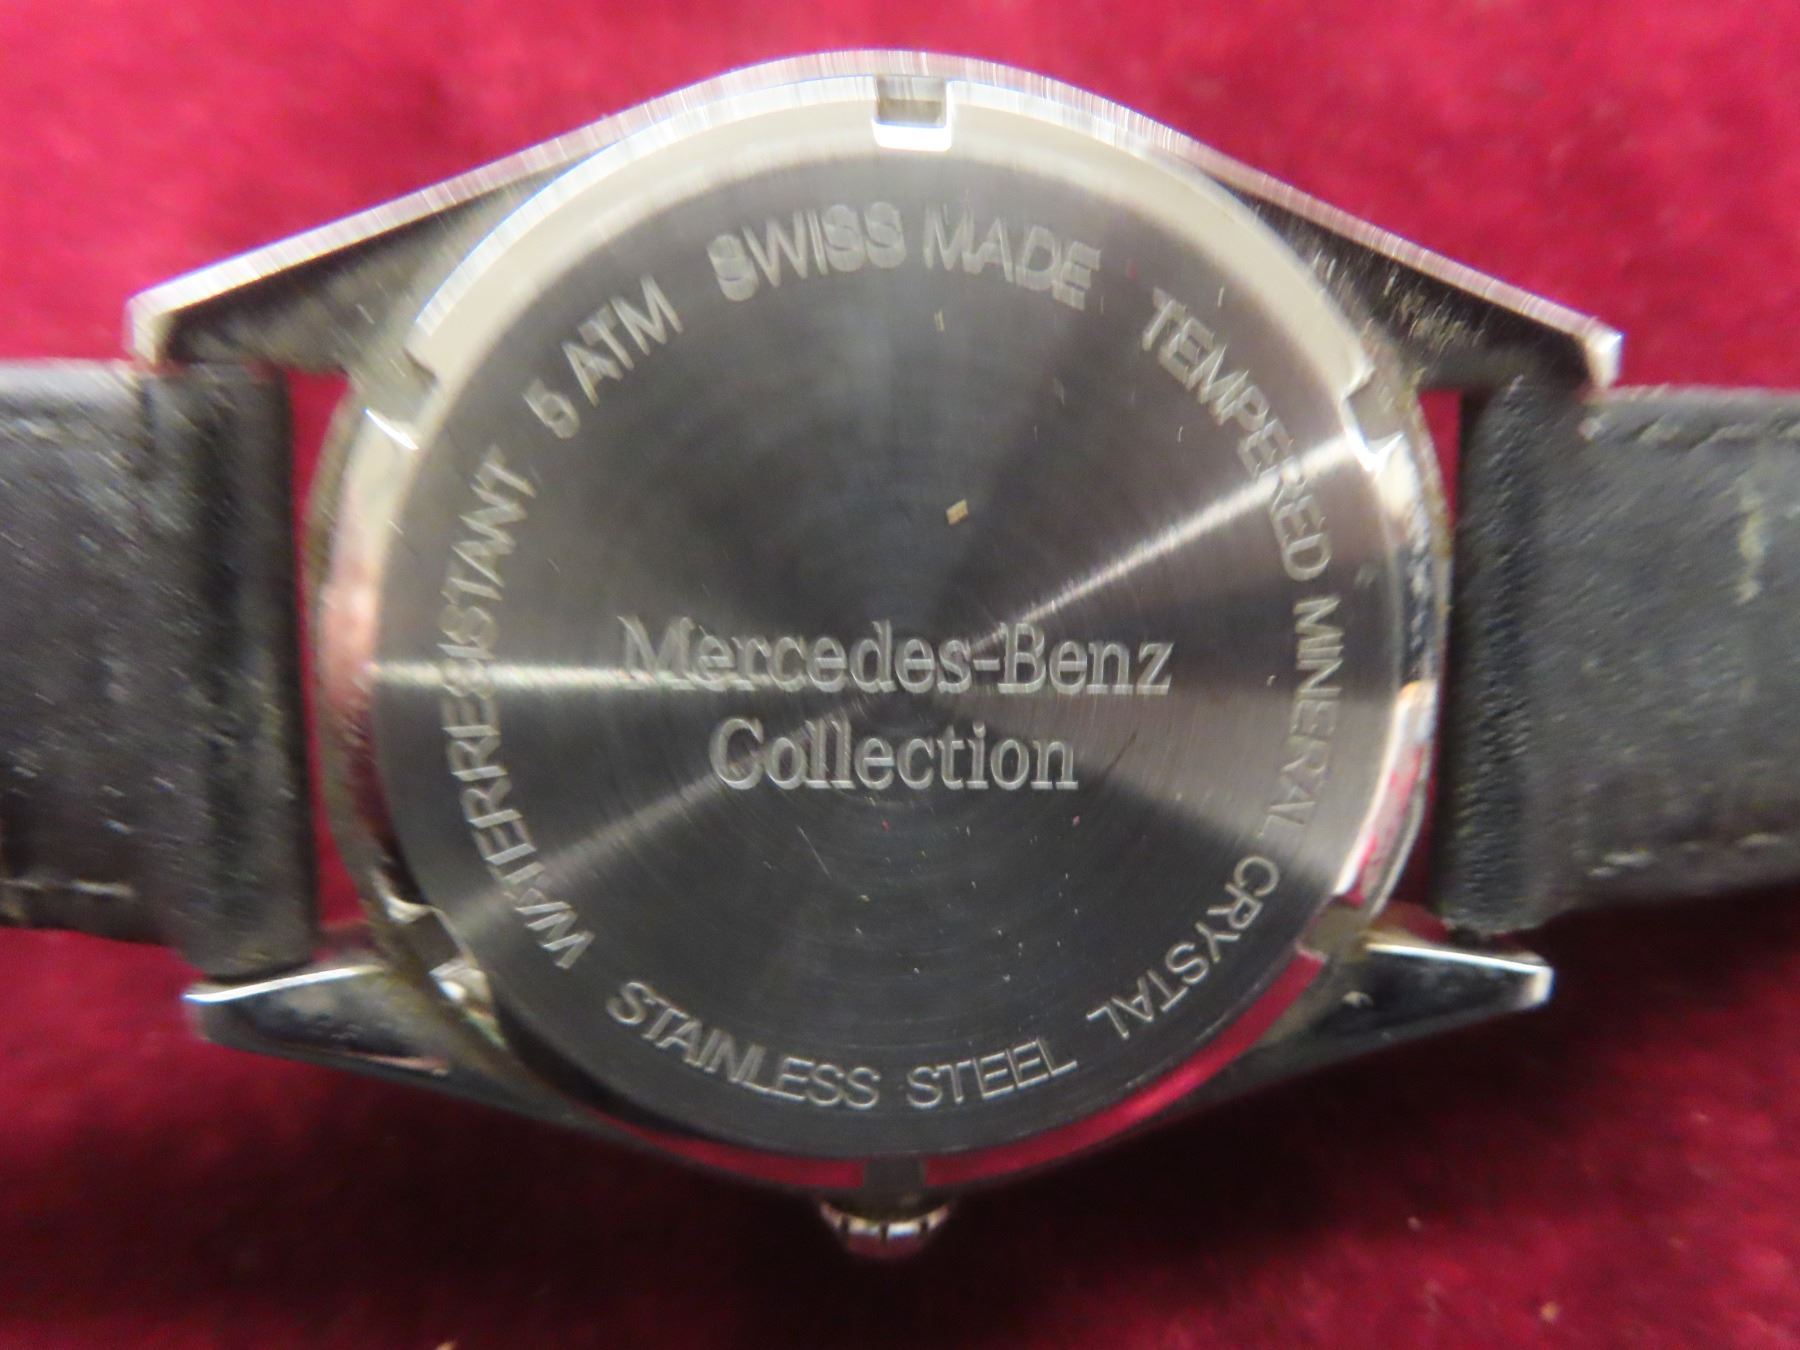 Mercedes-Benz
Collection
SWISS MADE
TEMPERED MINERAL CRYSTAL
STAINLESS STEEL
WATERRESISTANT
5 ATM